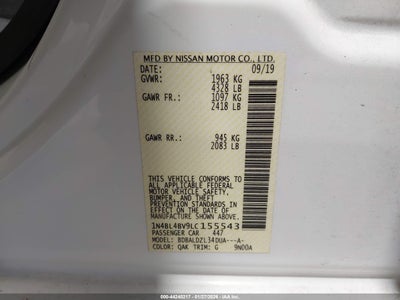 MFD BY NISSAN MOTOR CO., LTD.
DATE: 09/19
GVWR: 1963 KG
4328 LB
GAWR FR.: 1097 KG
2418 LB
GAWR RR.: 945 KG
2083 LB
THIS VEHICLE CONFORMS TO ALL
APPLICABLE FEDERAL MOTOR
VEHICLE SAFETY,
BUMPER, AND THEFT
PREVENTION STANDARDS
IN EFFECT ON THE DATE OF
MANUFACTURE SHOWN ABOVE.
1N4BL4BV9LC155543
PASSENGER CAR 447
MODEL: BDBALDZL34DUA---A-
COLOR: QAK TRIM: G 9N00A
Stock No: 44240217 - 01/27/2026 - IAA Inc.